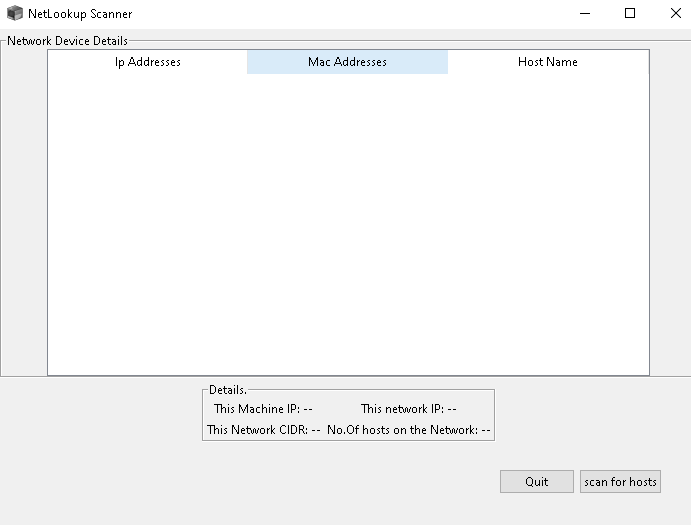 NetLookup Scanner
Network Device Details
Ip Addresses Mac Addresses Host Name
Details.
This Machine IP: -- This network IP: --
This Network CIDR: -- No.Of hosts on the Network: --
Quit scan for hosts